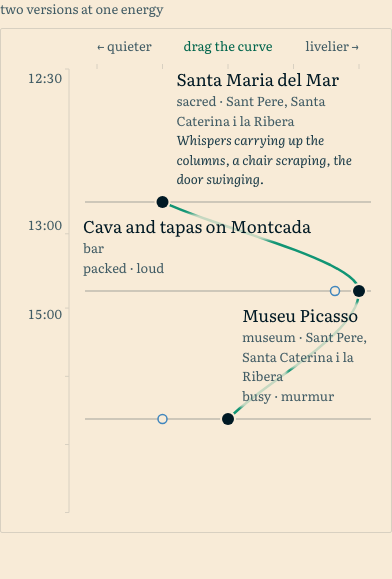 two versions at one energy
← quieter drag the curve livelier →
12:30
Santa Maria del Mar
sacred · Sant Pere, Santa
Caterina i la Ribera
Whispers carrying up the
columns, a chair scraping, the
door swinging.
13:00
Cava and tapas on Montcada
bar
packed · loud
15:00
Museu Picasso
museum · Sant Pere,
Santa Caterina i la
Ribera
busy · murmur